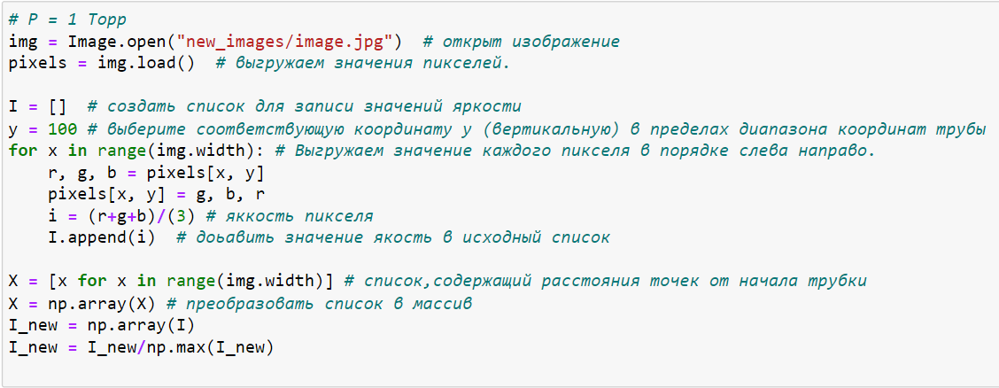 # P = 1 Торр
img = Image.open("new_images/image.jpg")  # открыт изображение
pixels = img.load()  # выгружаем значения пикселей.

I = []  # создать список для записи значений яркости
y = 100 # выберите соответствующую координату y (вертикальную) в пределах диапазона координат трубы
for x in range(img.width): # Выгружаем значение каждого пикселя в порядке слева направо.
    r, g, b = pixels[x, y]
    pixels[x, y] = g, b, r
    i = (r+g+b)/(3) # яккость пикселя
    I.append(i)  # доьавить значение якость в исходный список

X = [x for x in range(img.width)] # список,содержащий расстояния точек от начала трубки
X = np.array(X) # преобразовать список в массив
I_new = np.array(I)
I_new = I_new/np.max(I_new)